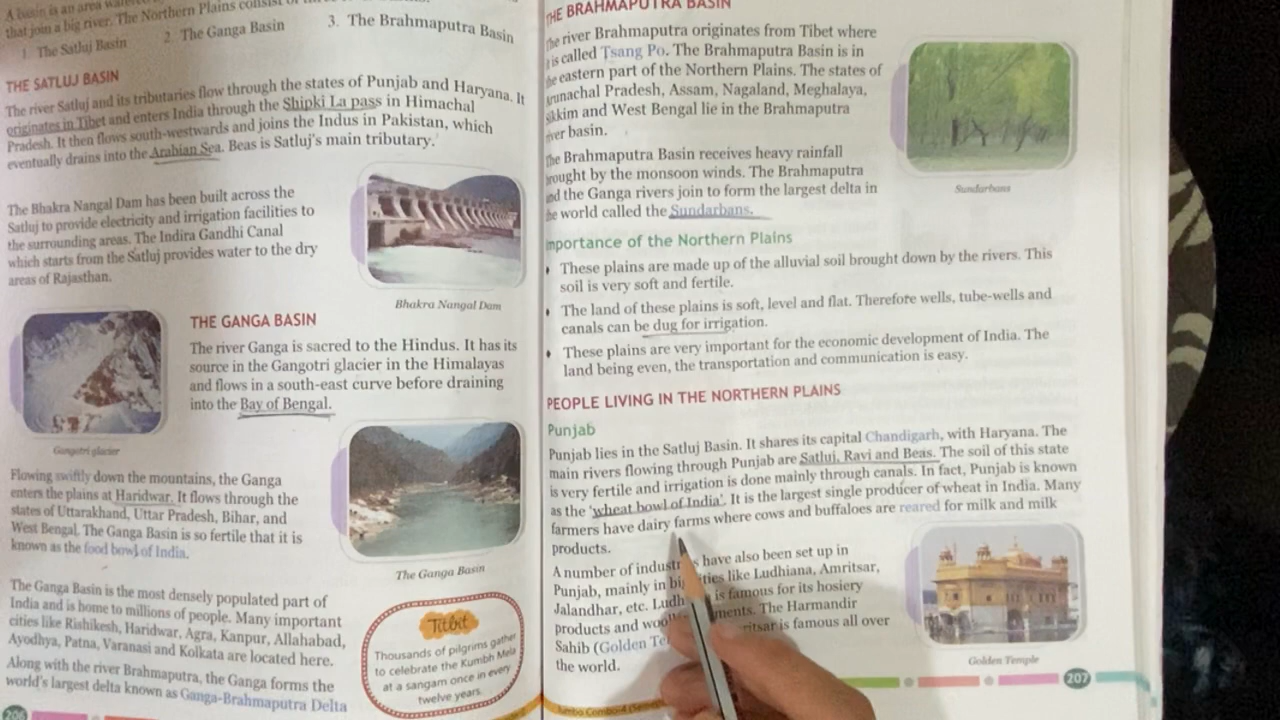 A basin is an area
that join a big river. The Northern Plains consist of
1. The Satluj Basin 2. The Ganga Basin 3. The Brahmaputra Basin
THE SATLUJ BASIN
The river Satluj and its tributaries flow through the states of Punjab and Haryana. It
originates in Tibet and enters India through the Shipki La pass in Himachal
Pradesh. It then flows south-westwards and joins the Indus in Pakistan, which
eventually drains into the Arabian Sea. Beas is Satluj's main tributary.
The Bhakra Nangal Dam has been built across the
Satluj to provide electricity and irrigation facilities to
the surrounding areas. The Indira Gandhi Canal
which starts from the Satluj provides water to the dry
areas of Rajasthan.
Bhakra Nangal Dam
THE GANGA BASIN
The river Ganga is sacred to the Hindus. It has its
source in the Gangotri glacier in the Himalayas
and flows in a south-east curve before draining
into the Bay of Bengal.
Gangotri glacier
Flowing swiftly down the mountains, the Ganga
enters the plains at Haridwar. It flows through the
states of Uttarakhand, Uttar Pradesh, Bihar, and
West Bengal. The Ganga Basin is so fertile that it is
known as the food bowl of India.
The Ganga Basin
The Ganga Basin is the most densely populated part of
India and is home to millions of people. Many important
cities like Rishikesh, Haridwar, Agra, Kanpur, Allahabad,
Ayodhya, Patna, Varanasi and Kolkata are located here.
Along with the river Brahmaputra, the Ganga forms the
world's largest delta known as Ganga-Brahmaputra Delta
Titbit
Thousands of pilgrims gather
to celebrate the Kumbh Mela
at a sangam once in every
twelve years.
206
THE BRAHMAPUTRA BASIN
The river Brahmaputra originates from Tibet where
it is called Tsang Po. The Brahmaputra Basin is in
the eastern part of the Northern Plains. The states of
Arunachal Pradesh, Assam, Nagaland, Meghalaya,
Sikkim and West Bengal lie in the Brahmaputra
river basin.
The Brahmaputra Basin receives heavy rainfall
brought by the monsoon winds. The Brahmaputra
and the Ganga rivers join to form the largest delta in
the world called the Sundarbans.
Sundarbans
Importance of the Northern Plains
• These plains are made up of the alluvial soil brought down by the rivers. This
soil is very soft and fertile.
• The land of these plains is soft, level and flat. Therefore wells, tube-wells and
canals can be dug for irrigation.
• These plains are very important for the economic development of India. The
land being even, the transportation and communication is easy.
PEOPLE LIVING IN THE NORTHERN PLAINS
Punjab
Punjab lies in the Satluj Basin. It shares its capital Chandigarh, with Haryana. The
main rivers flowing through Punjab are Satluj, Ravi and Beas. The soil of this state
is very fertile and irrigation is done mainly through canals. In fact, Punjab is known
as the 'wheat bowl of India'. It is the largest single producer of wheat in India. Many
farmers have dairy farms where cows and buffaloes are reared for milk and milk
products.
A number of industries have also been set up in
Punjab, mainly in big cities like Ludhiana, Amritsar,
Jalandhar, etc. is famous for its hosiery
products and The Harmandir
Sahib (Golden is famous all over
the world.
Golden Temple
207